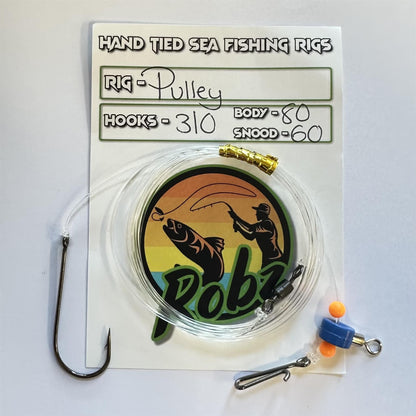 HAND TIED SEA FISHING RIGS
RIG - Pulley
HOOKS - 3/0
BODY - 80
SNOOD - 60
Robz